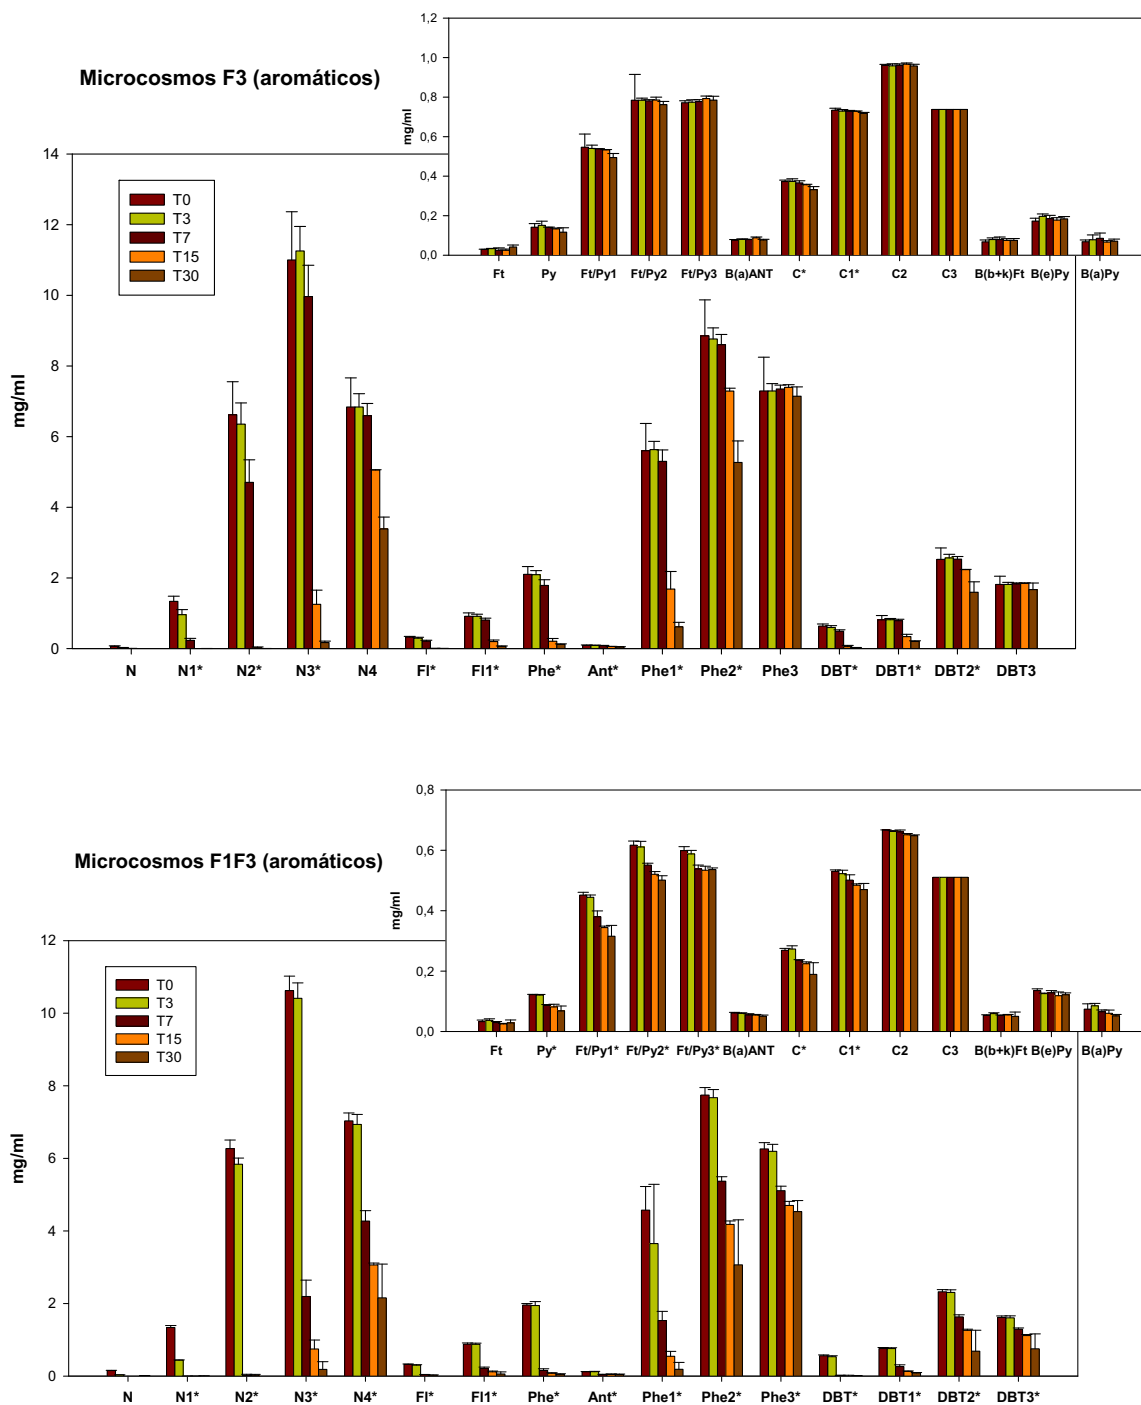 1,2
1,0
0,8
0,6
0,4
0,2
0,0
mg/ml
Microcosmos F3 (aromáticos)
Ft Py Ft/Py1 Ft/Py2 Ft/Py3 B(a)ANT C* C1* C2 C3 B(b+k)Ft B(e)Py B(a)Py
14
12
10
8
6
4
2
0
mg/ml
T0
T3
T7
T15
T30
N N1* N2* N3* N4 Fl* Fl1* Phe* Ant* Phe1* Phe2* Phe3 DBT* DBT1* DBT2* DBT3
0,8
0,6
0,4
0,2
0,0
mg/ml
Microcosmos F1F3 (aromáticos)
Ft Py* Ft/Py1* Ft/Py2* Ft/Py3* B(a)ANT C* C1* C2 C3 B(b+k)Ft B(e)Py B(a)Py
12
10
8
6
4
2
0
mg/ml
T0
T3
T7
T15
T30
N N1* N2* N3* N4* Fl* Fl1* Phe* Ant* Phe1* Phe2* Phe3* DBT* DBT1* DBT2* DBT3*